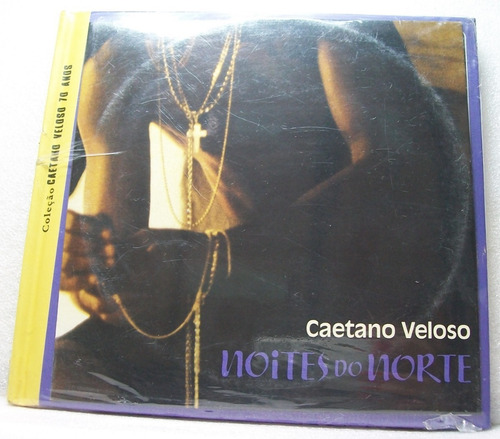 Coleção CAETANO VELOSO 70 ANOS
Caetano Veloso
NOiTES DO NORTE